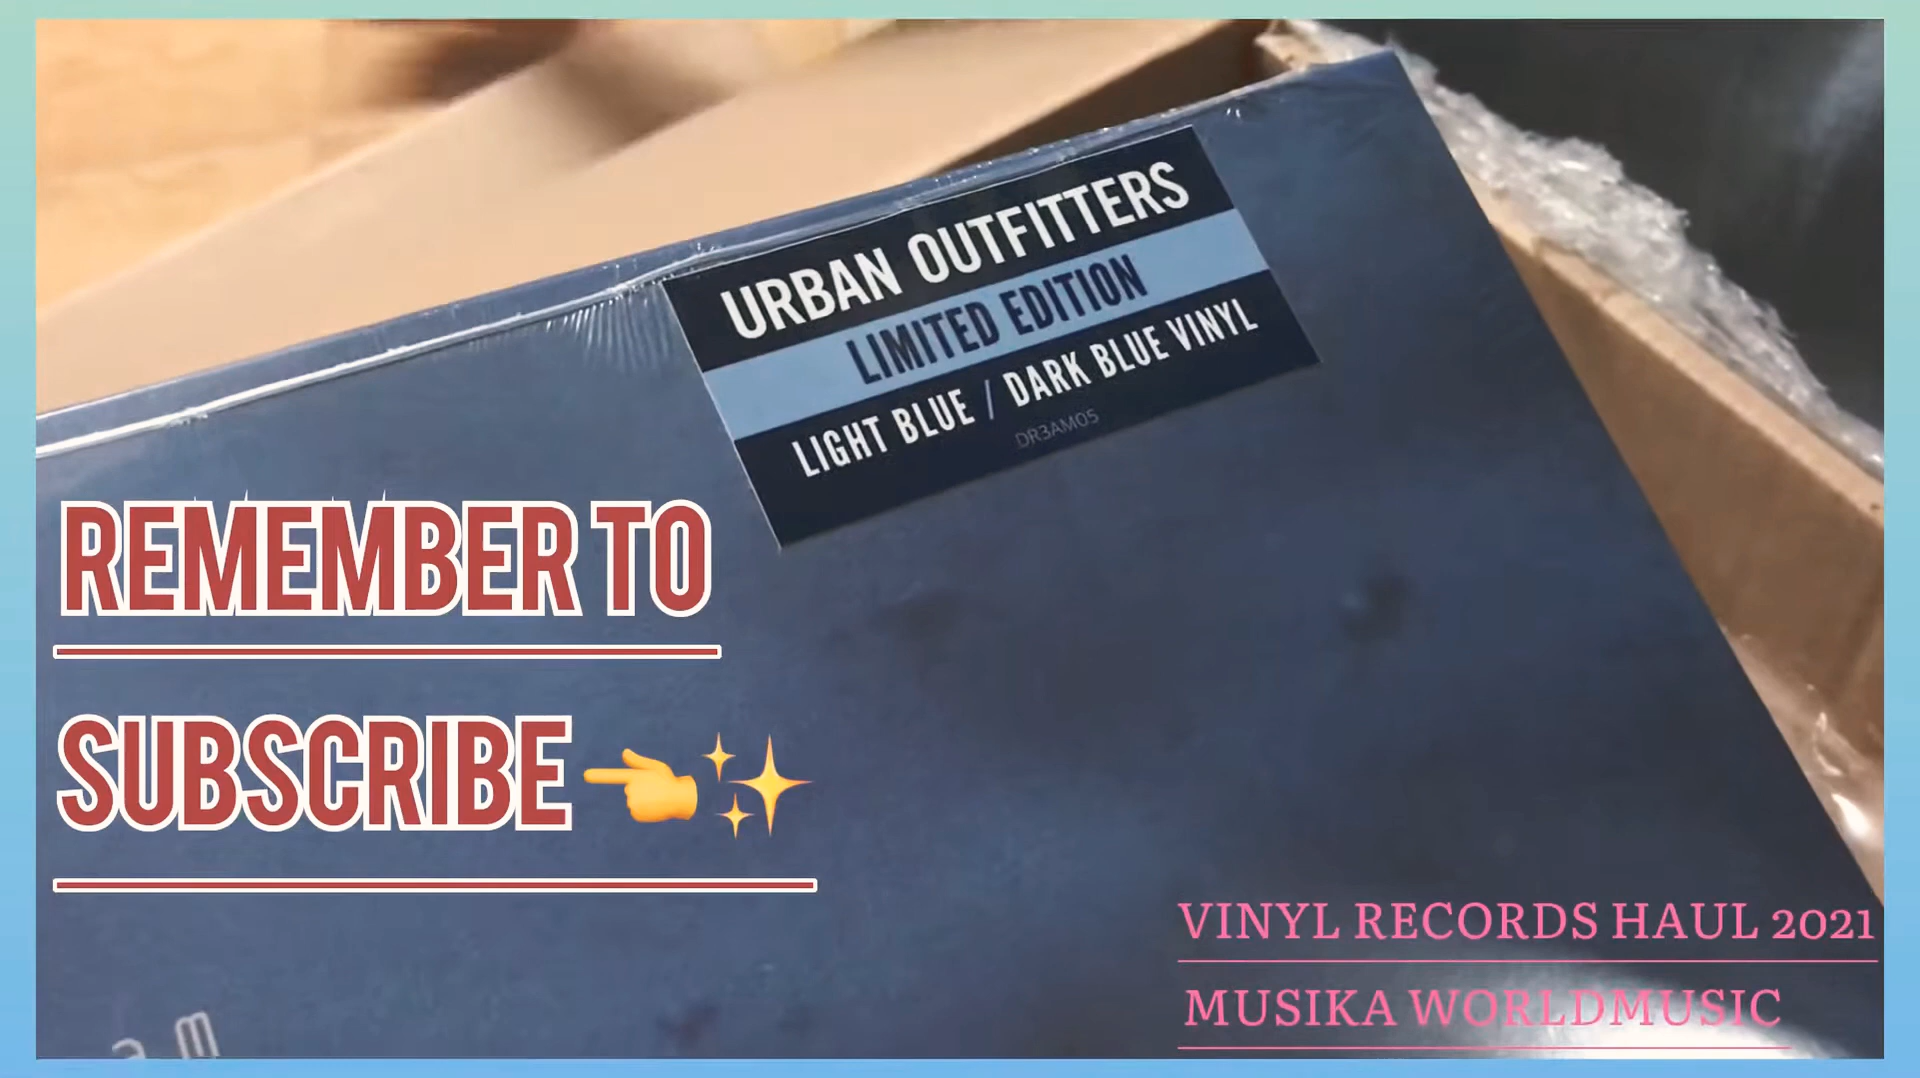 URBAN OUTFITTERS
LIMITED EDITION
LIGHT BLUE / DARK BLUE VINYL
DR3AM05
REMEMBER TO
SUBSCRIBE 👈✨
VINYL RECORDS HAUL 2021
MUSIKA WORLDMUSIC